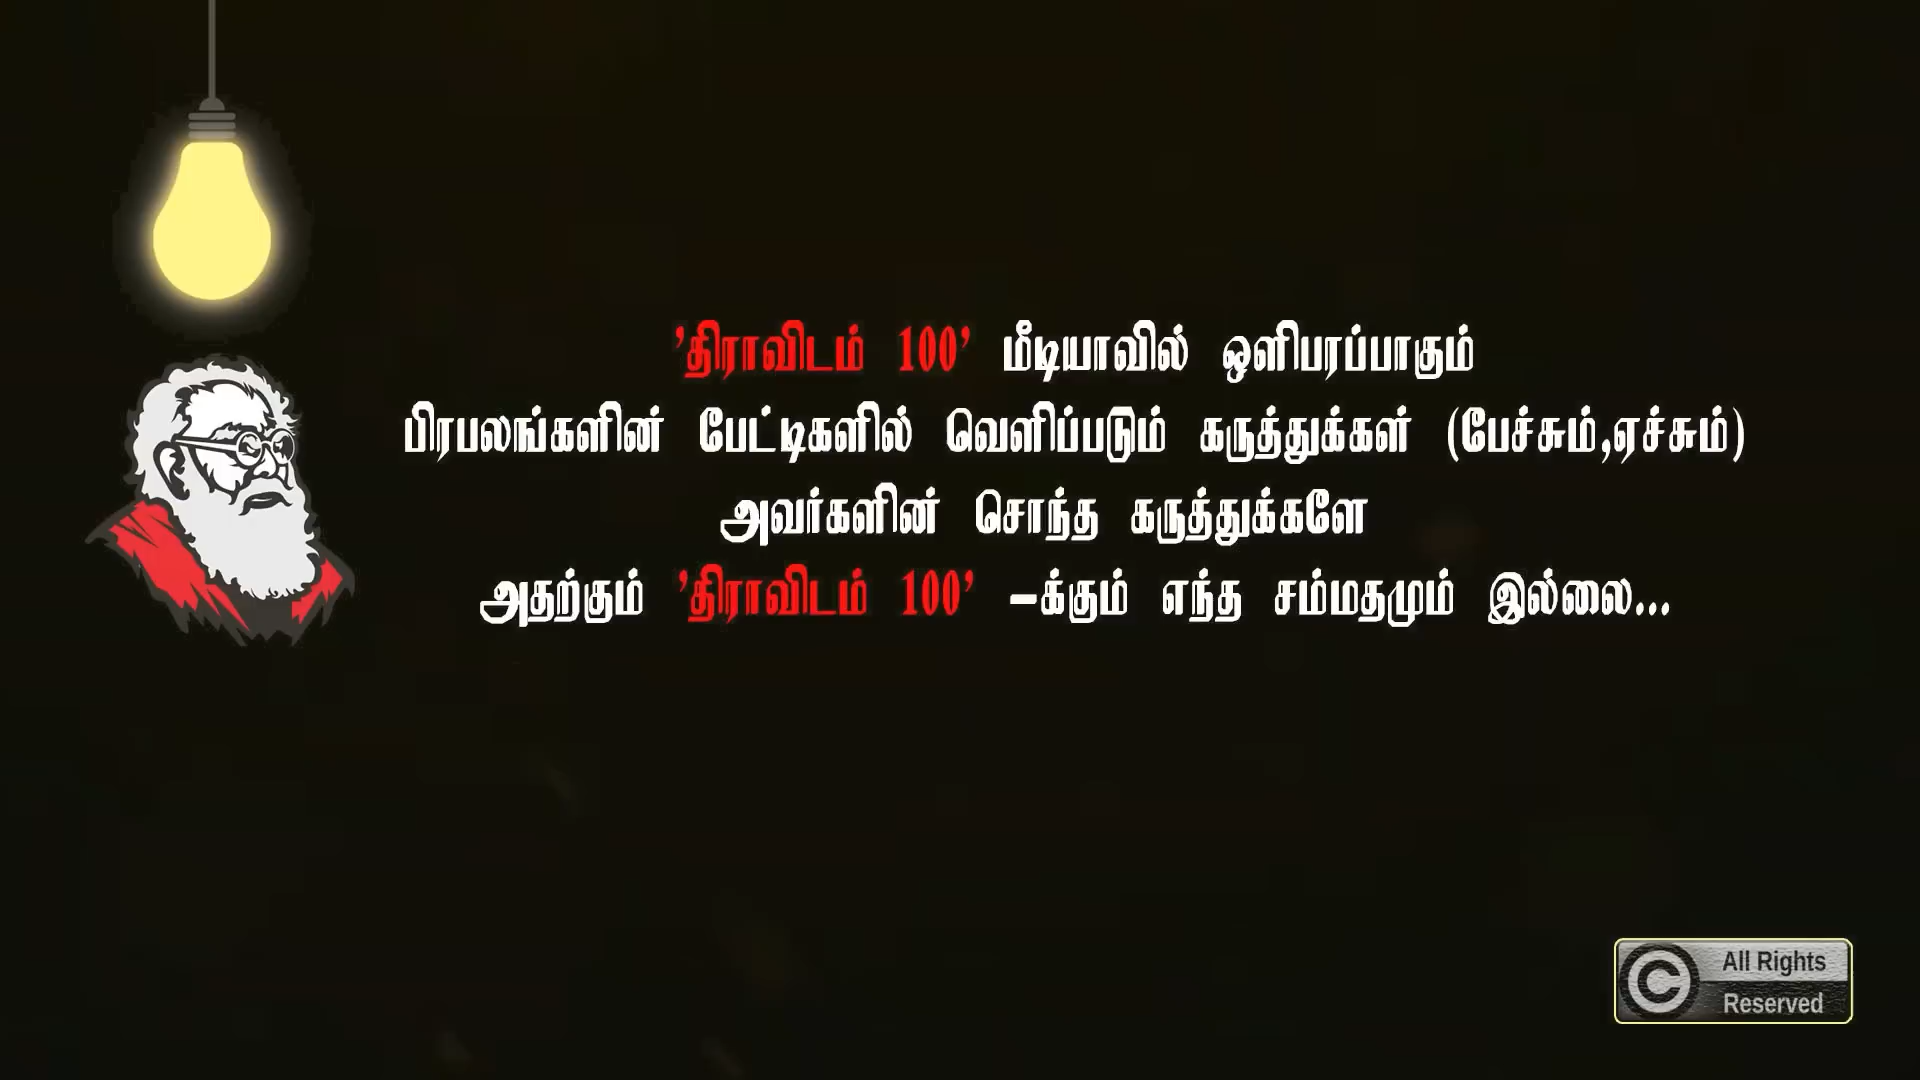 'திராவிடம் 100' மீடியாவில் ஒளிபரப்பாகும்
பிரபலங்களின் பேட்டிகளில் வெளிப்படும் கருத்துக்கள் (பேச்சும்,ஏச்சும்)
அவர்களின் சொந்த கருத்துக்களே
அதற்கும் 'திராவிடம் 100' -க்கும் எந்த சம்மதமும் இல்லை...
© All Rights
Reserved